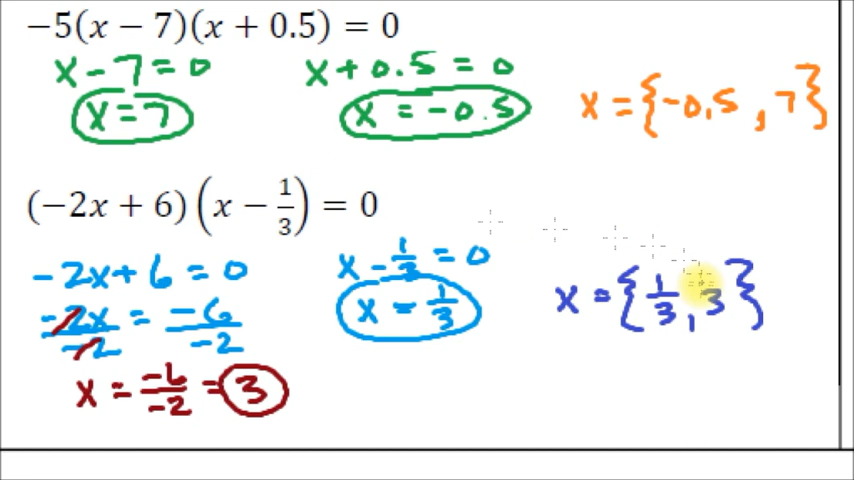 −5(x − 7)(x + 0.5) = 0
x − 7 = 0
x + 0.5 = 0
x = 7
x = −0.5
x = {−0.5, 7}
(−2x + 6)(x − 1/3) = 0
−2x + 6 = 0
x − 1/3 = 0
−2x/−2 = −6/−2
x = 1/3
x = {1/3, 3}
x = −6/−2 = 3